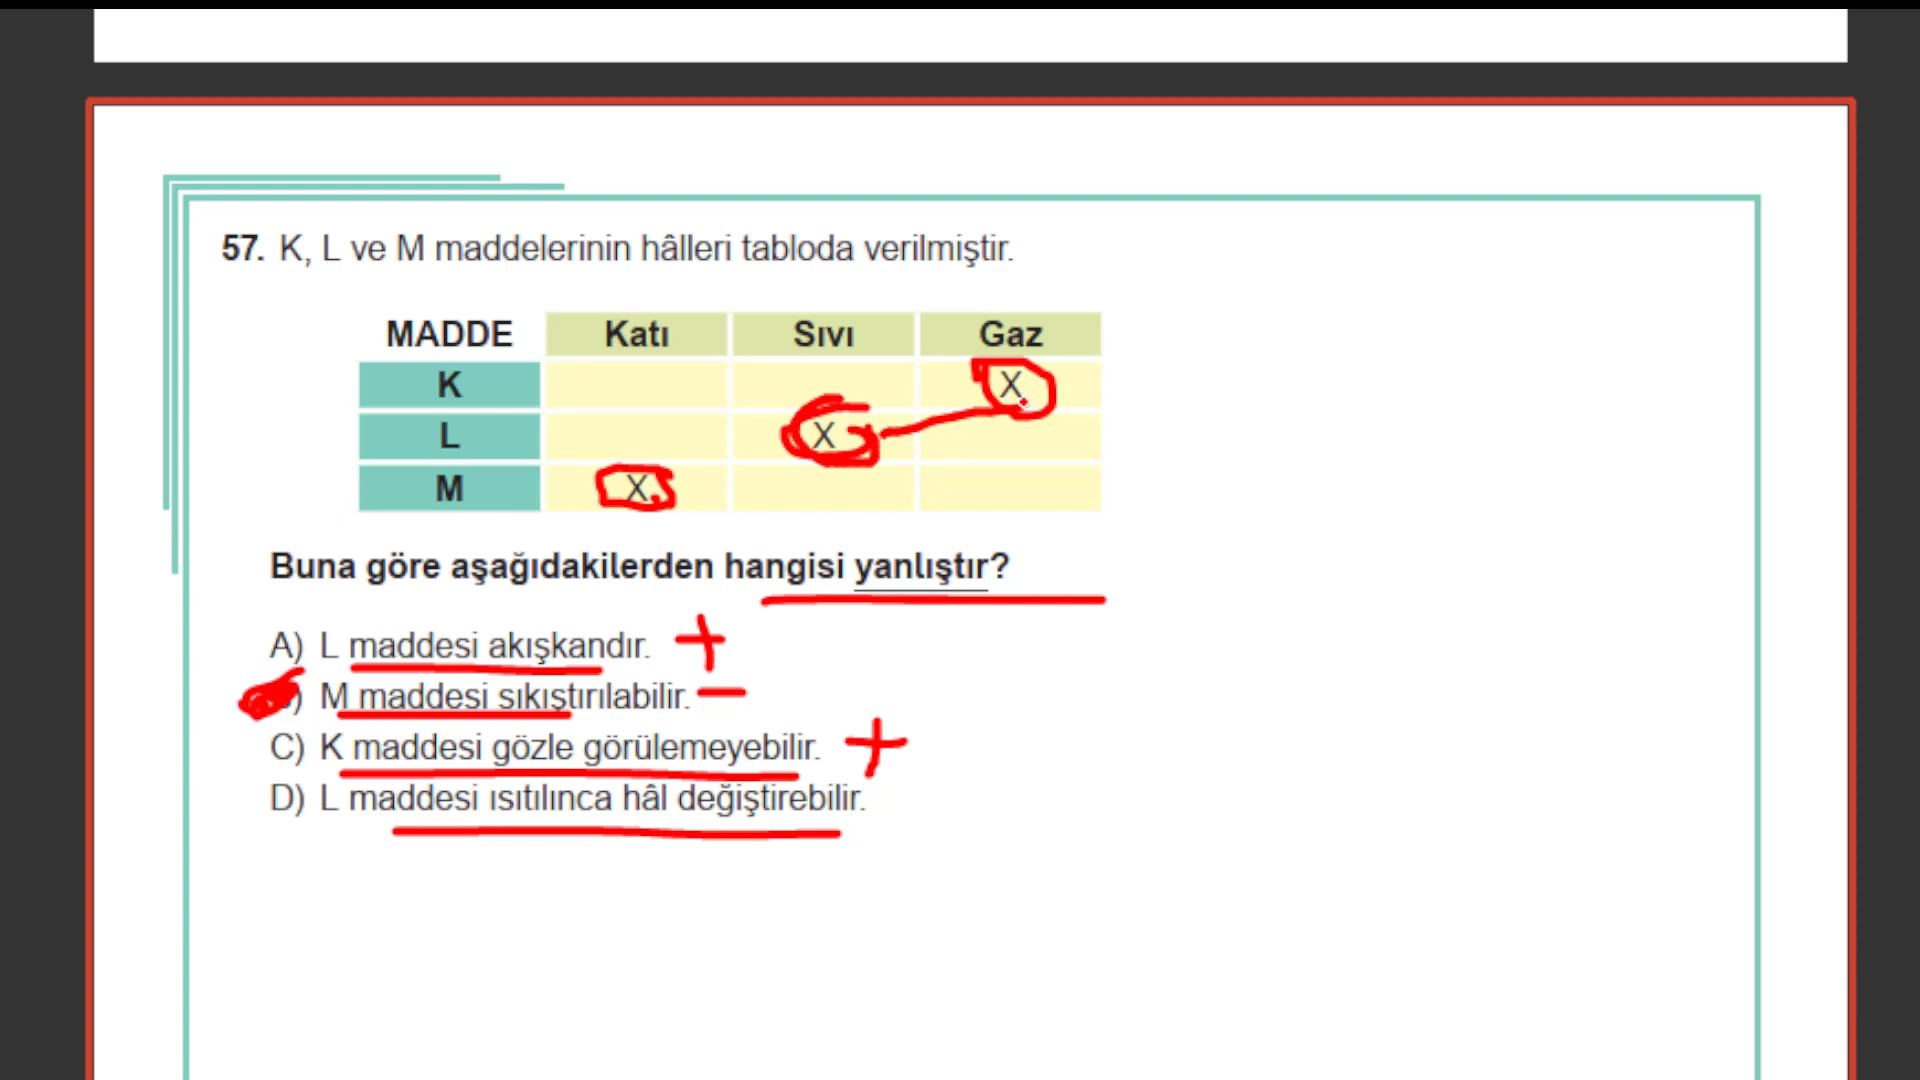 57. K, L ve M maddelerinin hâlleri tabloda verilmiştir.
MADDE Katı Sıvı Gaz
K X
L X
M X
Buna göre aşağıdakilerden hangisi yanlıştır?
A) L maddesi akışkandır. +
) M maddesi sıkıştırılabilir. –
C) K maddesi gözle görülemeyebilir. +
D) L maddesi ısıtılınca hâl değiştirebilir.